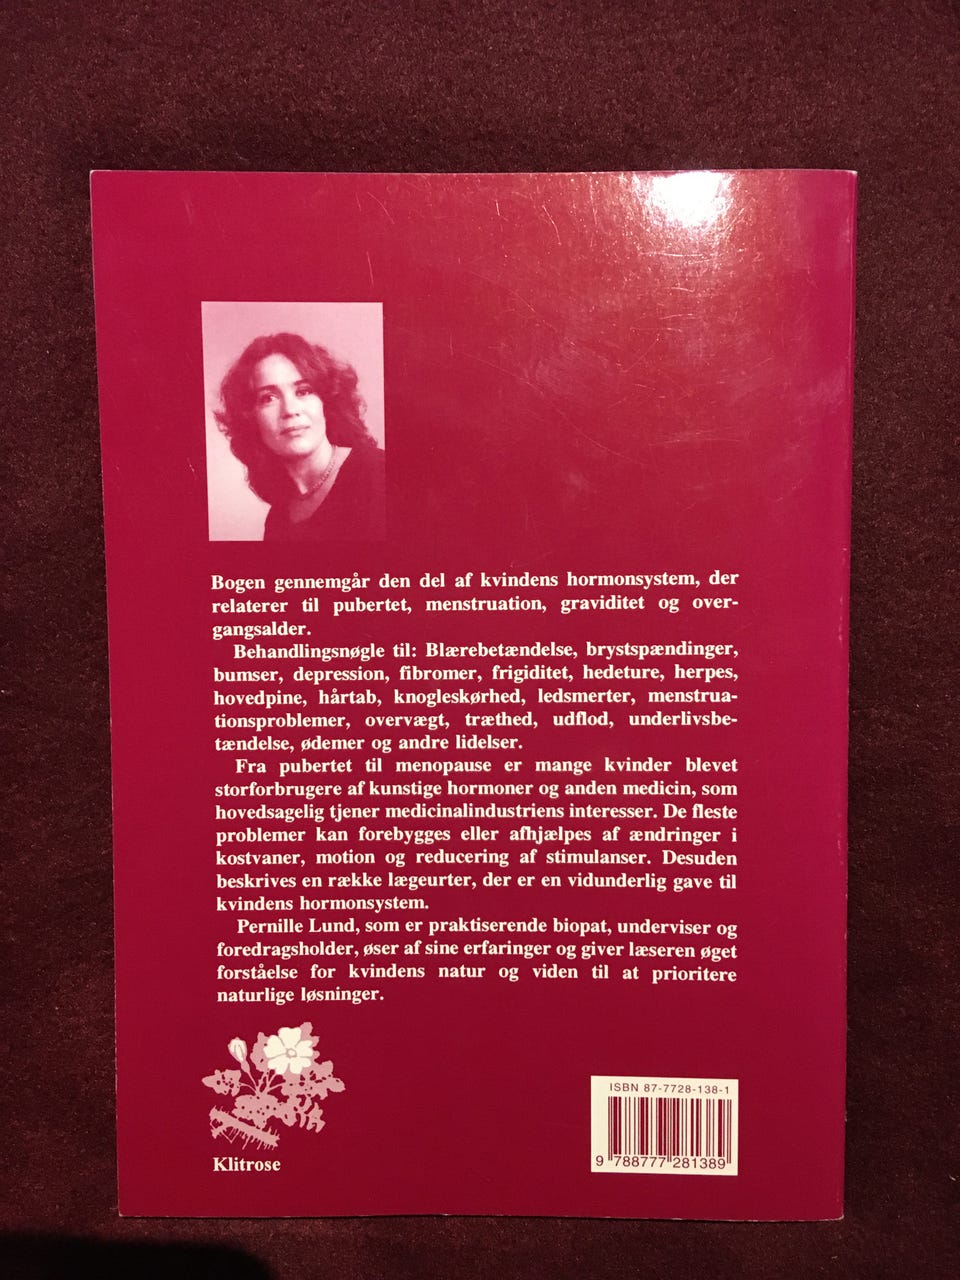 Bogen gennemgår den del af kvindens hormonsystem, der
relaterer til pubertet, menstruation, graviditet og over-
gangsalder.
Behandlingsnøgle til: Blærebetændelse, brystspændinger,
bumser, depression, fibromer, frigiditet, hedeture, herpes,
hovedpine, hårtab, knogleskørhed, ledsmerter, menstrua-
tionsproblemer, overvægt, træthed, udflod, underlivsbe-
tændelse, ødemer og andre lidelser.
Fra pubertet til menopause er mange kvinder blevet
storforbrugere af kunstige hormoner og anden medicin, som
hovedsagelig tjener medicinalindustriens interesser. De fleste
problemer kan forebygges eller afhjælpes af ændringer i
kostvaner, motion og reducering af stimulanser. Desuden
beskrives en række lægeurter, der er en vidunderlig gave til
kvindens hormonsystem.
Pernille Lund, som er praktiserende biopat, underviser og
foredragsholder, øser af sine erfaringer og giver læseren øget
forståelse for kvindens natur og viden til at prioritere
naturlige løsninger.
Klitrose
ISBN 87-7728-138-1
9 788777 281389